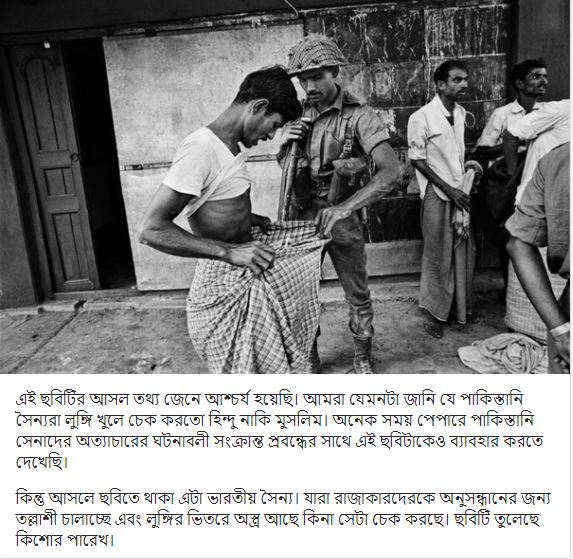 এই ছবিটির আসল তথ্য জেনে আশ্চর্য হয়েছি। আমরা যেমনটা জানি যে পাকিস্তানি
সৈন্যরা লুঙ্গি খুলে চেক করতো হিন্দু নাকি মুসলিম। অনেক সময় পেপারে পাকিস্তানি
সেনাদের অত্যাচারের ঘটনাবলী সংক্রান্ত প্রবন্ধের সাথে এই ছবিটাকেও ব্যাবহার করতে
দেখেছি।
কিন্তু আসলে ছবিতে থাকা এটা ভারতীয় সৈন্য। যারা রাজাকারদেরকে অনুসন্ধানের জন্য
তল্লাশী চালাচ্ছে এবং লুঙ্গির ভিতরে অস্ত্র আছে কিনা সেটা চেক করছে। ছবিটি তুলেছে
কিশোর পারেখ।